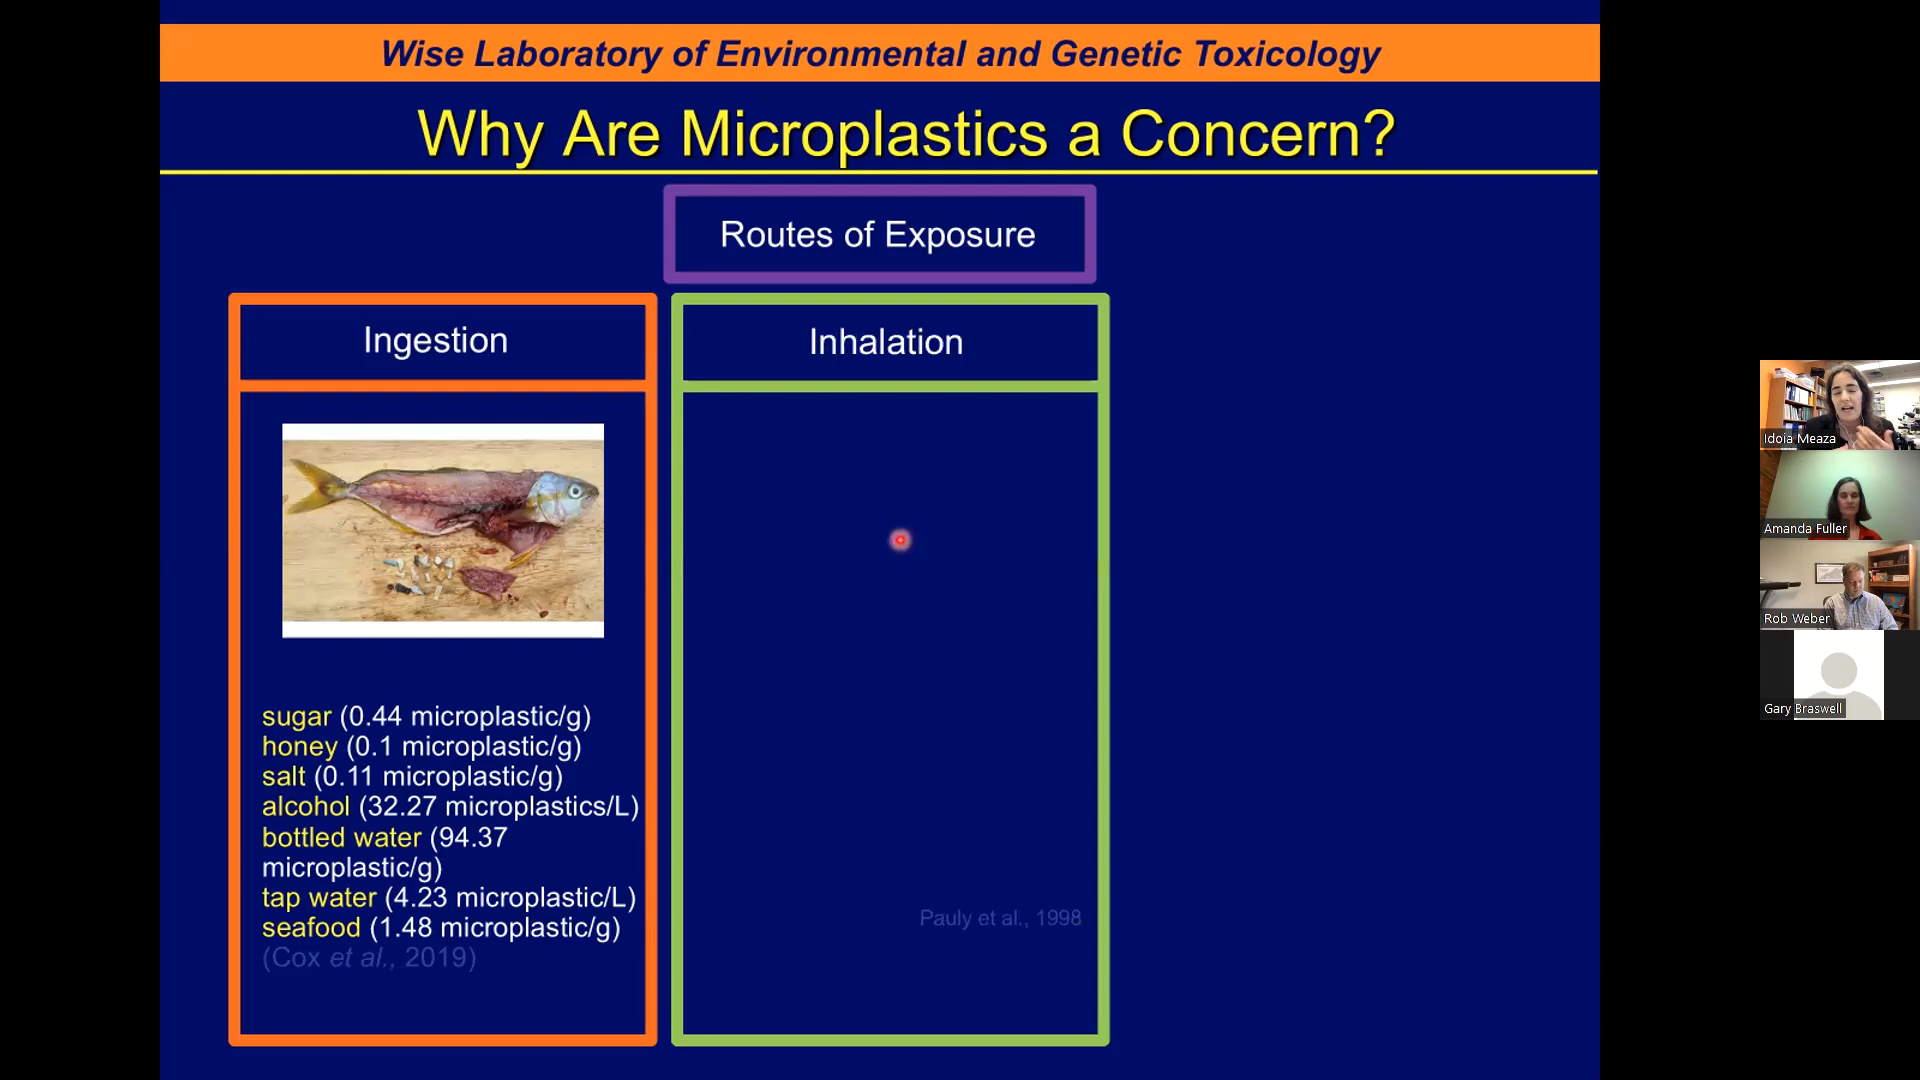 Wise Laboratory of Environmental and Genetic Toxicology
Why Are Microplastics a Concern?
Routes of Exposure
Ingestion
sugar (0.44 microplastic/g)
honey (0.1 microplastic/g)
salt (0.11 microplastic/g)
alcohol (32.27 microplastics/L)
bottled water (94.37
microplastic/g)
tap water (4.23 microplastic/L)
seafood (1.48 microplastic/g)
(Cox et al., 2019)
Inhalation
Pauly et al., 1998
Idoia Meaza
Amanda Fuller
Rob Weber
Gary Braswell